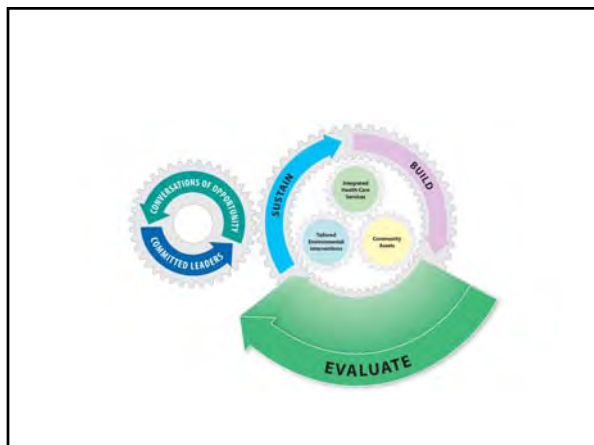 CONVERSATIONS OF OPPORTUNITY
COMMITTED LEADERS
SUSTAIN
BUILD
Integrated
Health Care
Services
Tailored
Environmental
Interventions
Community
Assets
EVALUATE